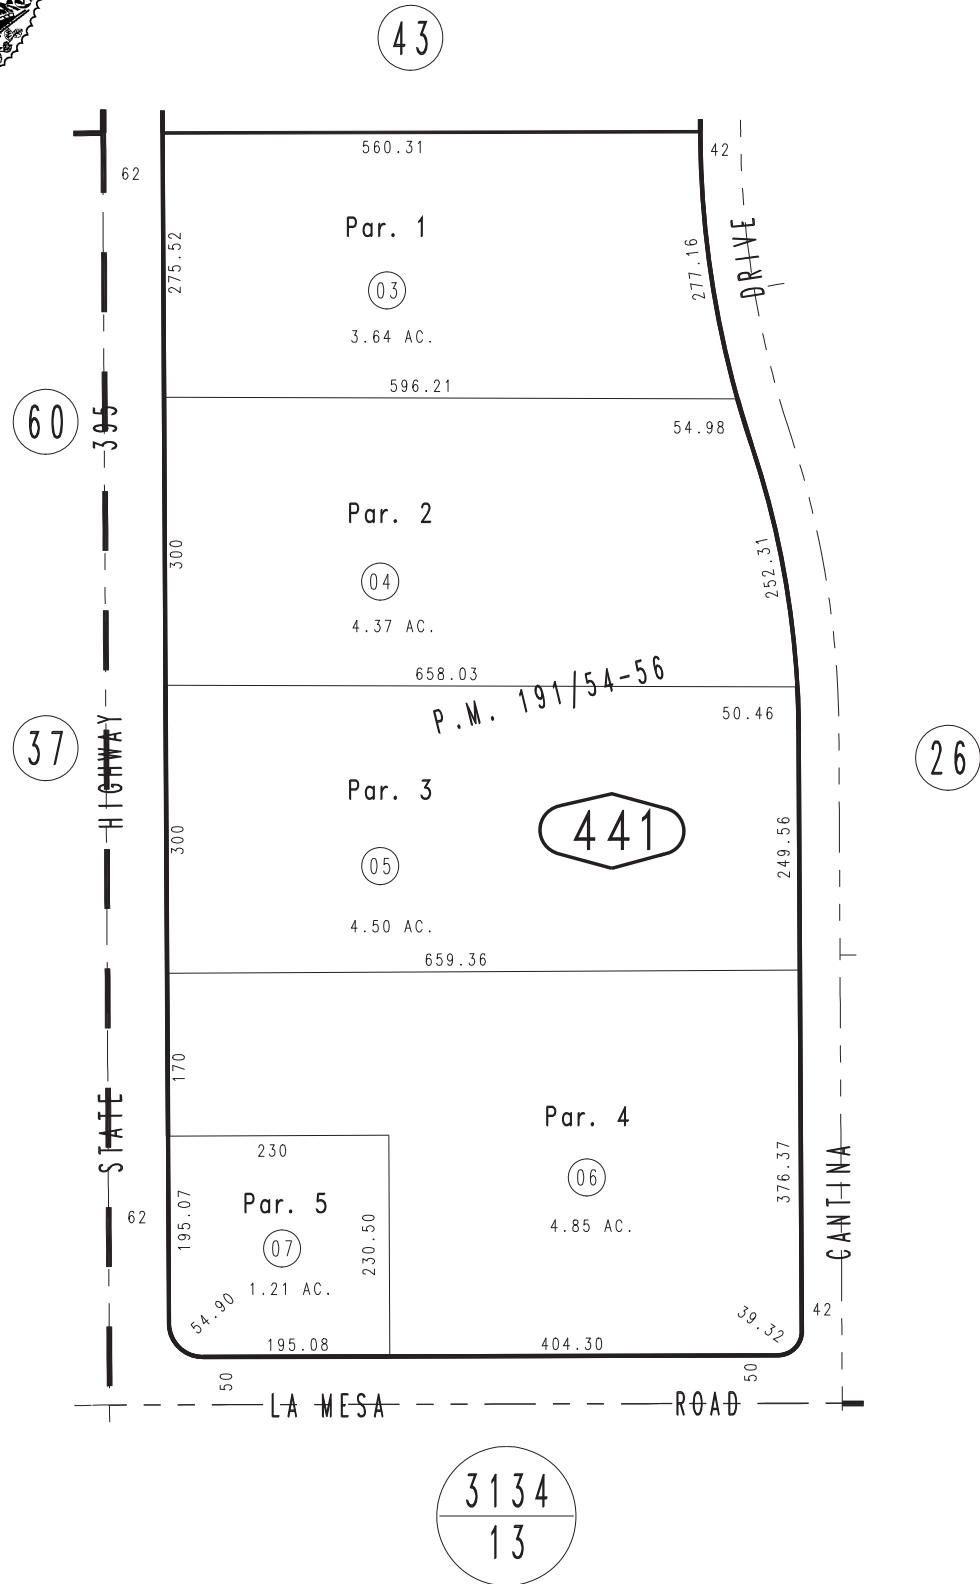 43
560.31
42
62
Par. 1
275.52
277.16
DRIVE
03
3.64 AC.
596.21
60
395
54.98
Par. 2
300
252.31
04
4.37 AC.
658.03
P.M. 191/54-56
50.46
37
HIGHWAY
26
Par. 3
441
300
249.56
05
4.50 AC.
659.36
170
Par. 4
STATE
230
376.37
CANTINA
06
Par. 5
195.07
62
230.50
4.85 AC.
07
1.21 AC.
54.90
39.32
42
195.08
404.30
50
50
LA MESA ROAD
3134
13